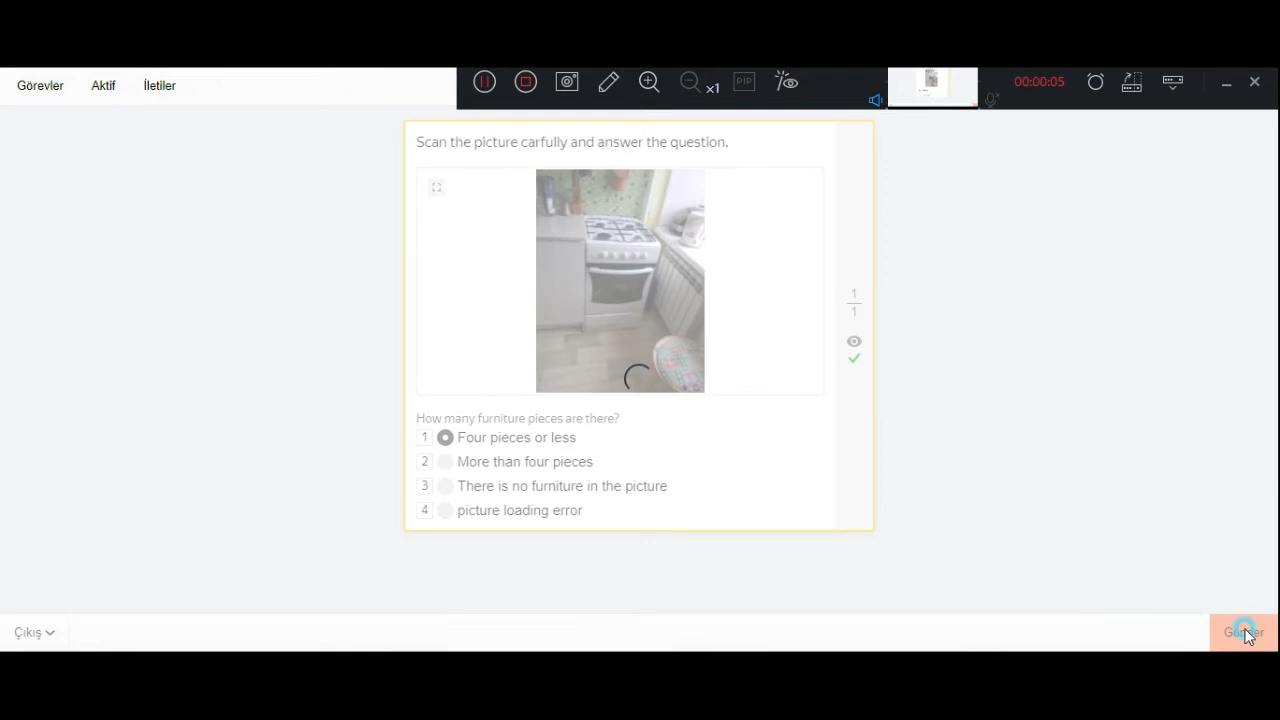 Görevler Aktif İletiler
x1 PIP 00:00:05
Scan the picture carfully and answer the question.
1
1
How many furniture pieces are there?
1 Four pieces or less
2 More than four pieces
3 There is no furniture in the picture
4 picture loading error
Çıkış